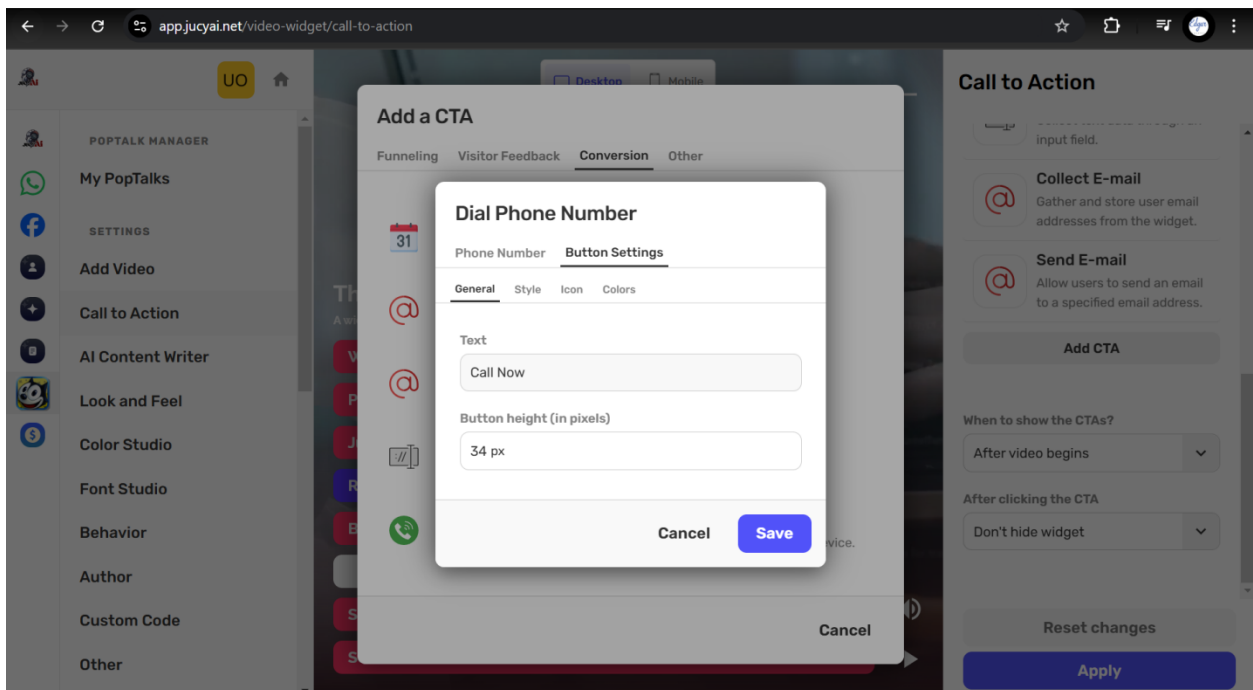 app.jucyai.net/video-widget/call-to-action
Edger
UO
POPTALK MANAGER
My PopTalks
SETTINGS
Add Video
Call to Action
AI Content Writer
Look and Feel
Color Studio
Font Studio
Behavior
Author
Custom Code
Other
Desktop
Mobile
Th
A wi
W
P
Ju
R
B
S
S
Add a CTA
Funneling Visitor Feedback Conversion Other
31
Dial Phone Number
Phone Number Button Settings
General Style Icon Colors
Text
Call Now
Button height (in pixels)
34 px
Cancel Save
evice.
Cancel
Call to Action
input field.
Collect E-mail
Gather and store user email
addresses from the widget.
Send E-mail
Allow users to send an email
to a specified email address.
Add CTA
When to show the CTAs?
After video begins
After clicking the CTA
Don't hide widget
Reset changes
Apply